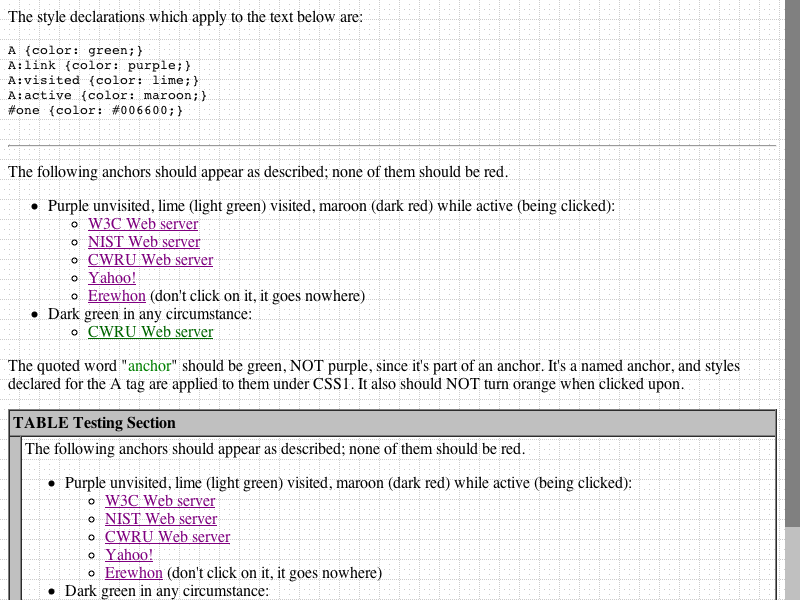 The style declarations which apply to the text below are:
A {color: green;}
A:link {color: purple;}
A:visited {color: lime;}
A:active {color: maroon;}
#one {color: #006600;}
The following anchors should appear as described; none of them should be red.
Purple unvisited, lime (light green) visited, maroon (dark red) while active (being clicked):
W3C Web server
NIST Web server
CWRU Web server
Yahoo!
Erewhon (don't click on it, it goes nowhere)
Dark green in any circumstance:
CWRU Web server
The quoted word "anchor" should be green, NOT purple, since it's part of an anchor. It's a named anchor, and styles
declared for the A tag are applied to them under CSS1. It also should NOT turn orange when clicked upon.
TABLE Testing Section
The following anchors should appear as described; none of them should be red.
Purple unvisited, lime (light green) visited, maroon (dark red) while active (being clicked):
W3C Web server
NIST Web server
CWRU Web server
Yahoo!
Erewhon (don't click on it, it goes nowhere)
Dark green in any circumstance: